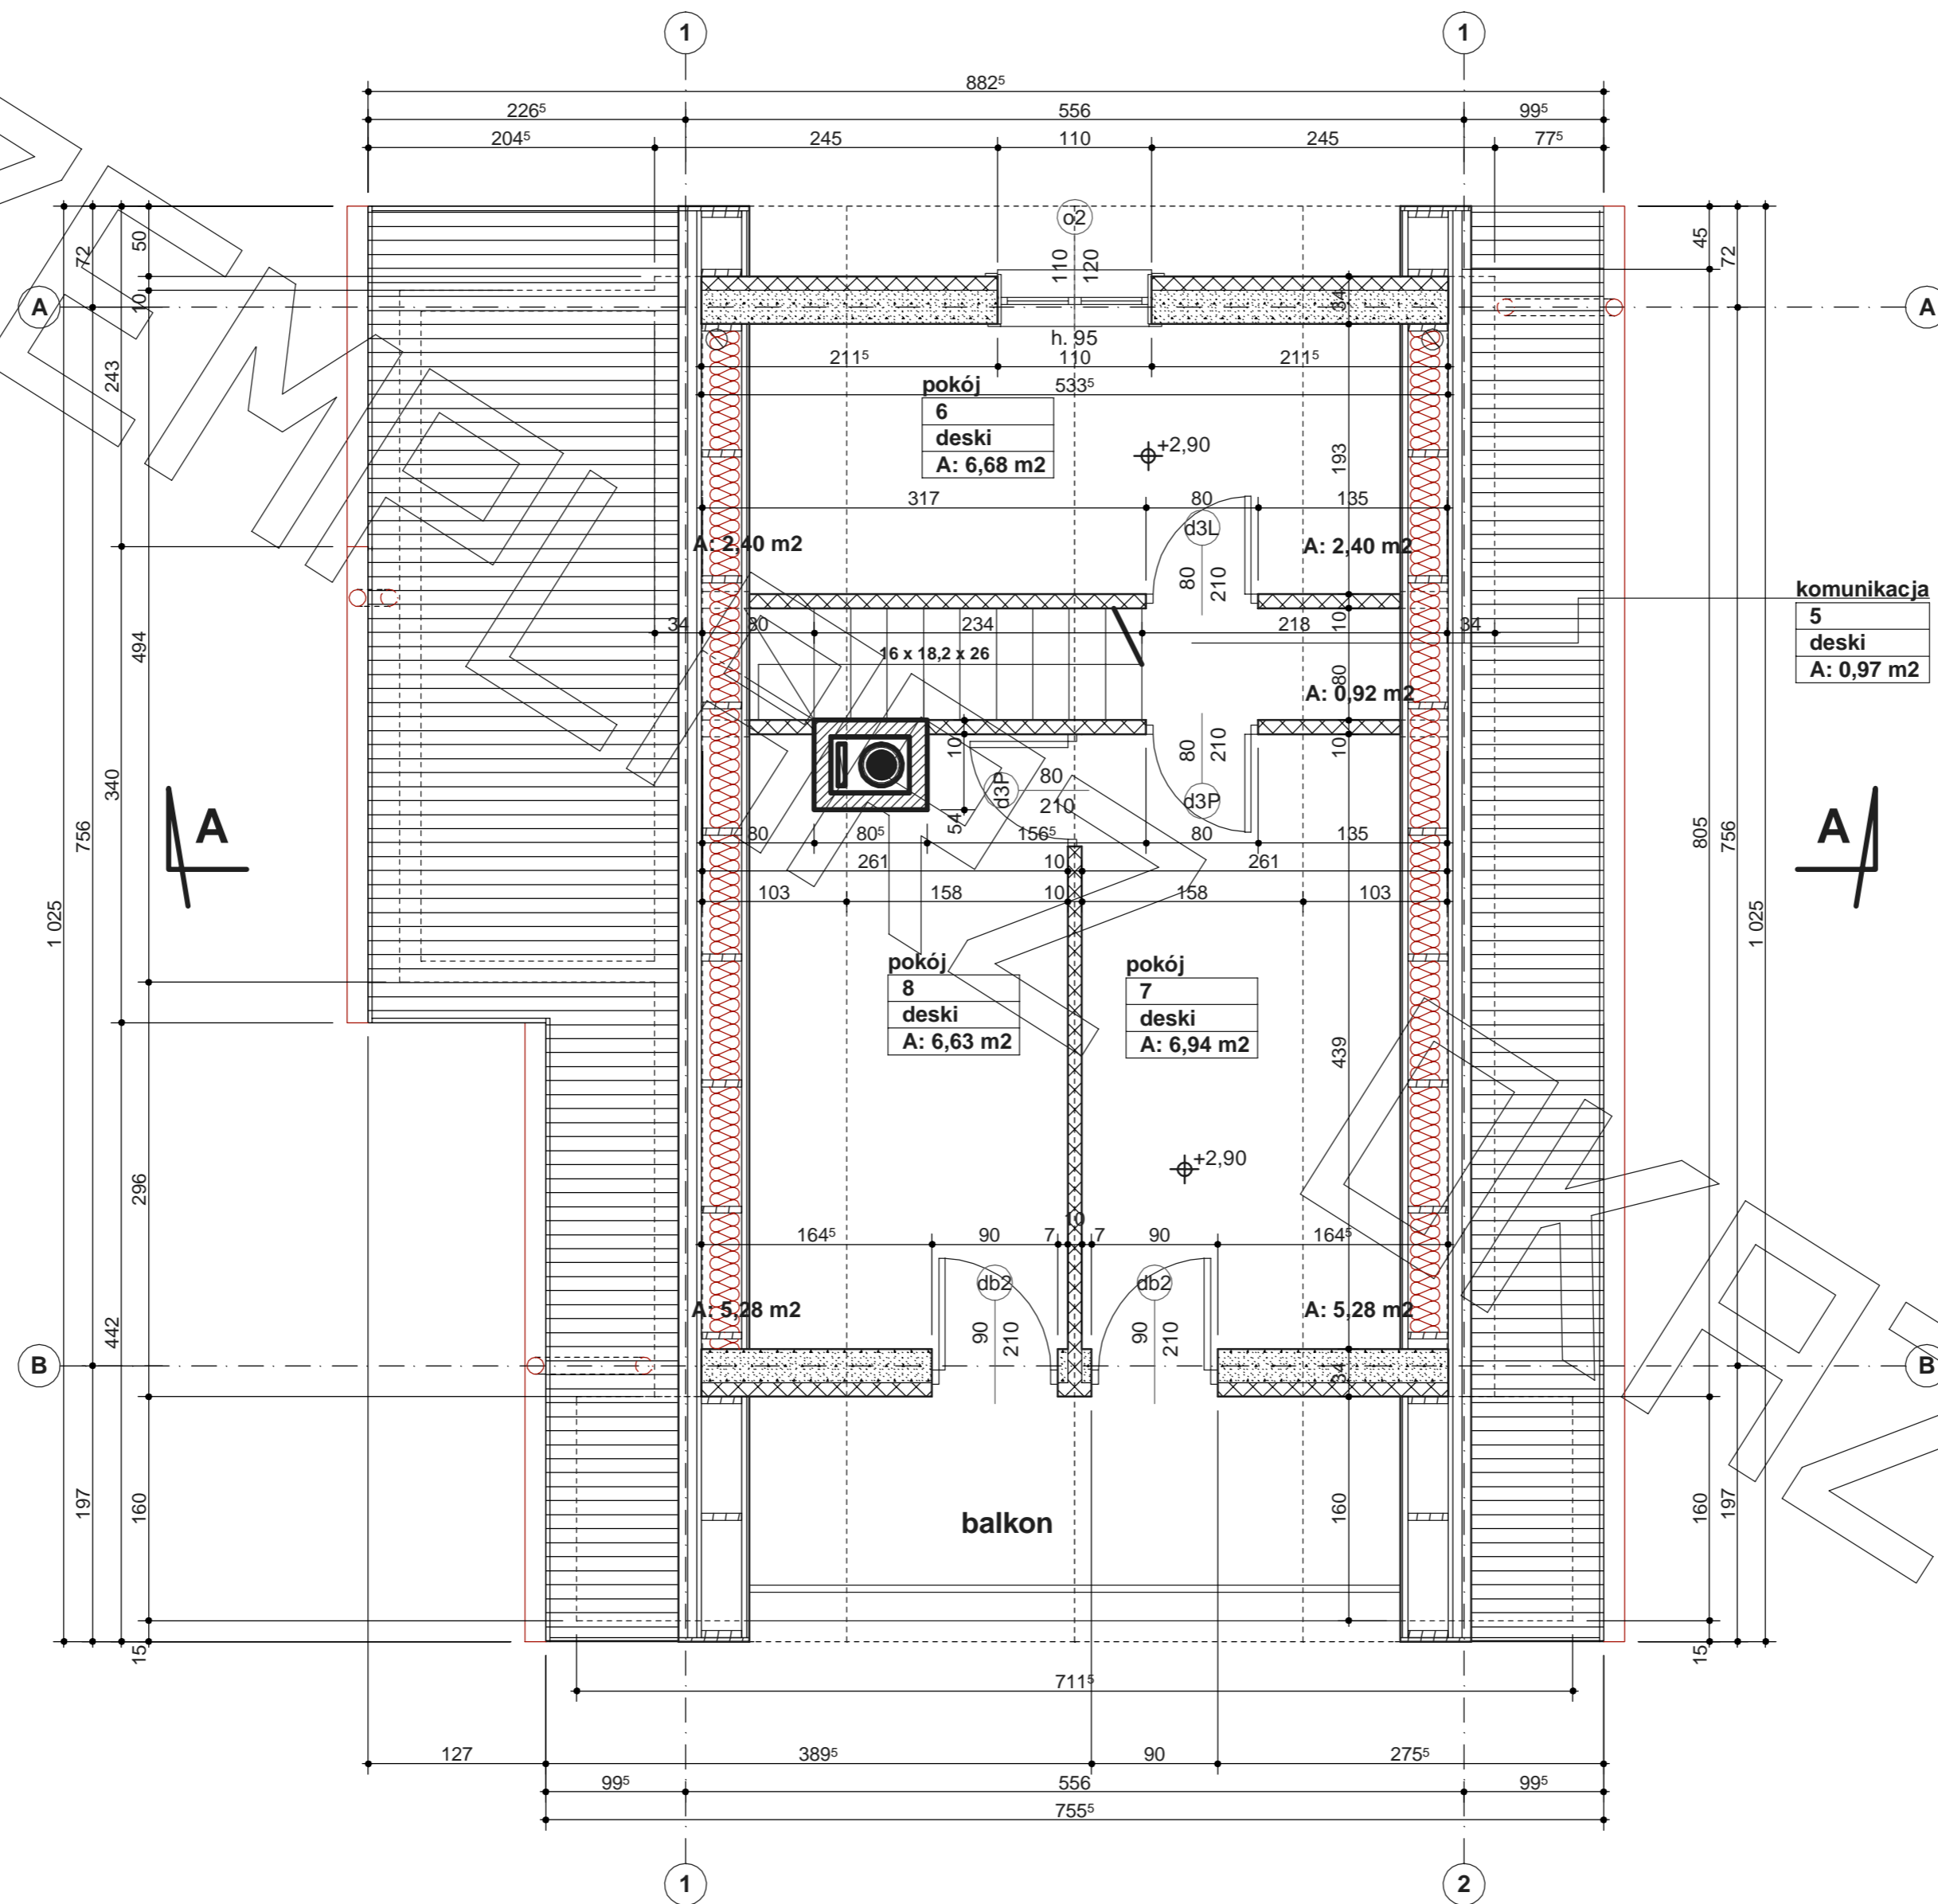 1
1
882⁵
226⁵ 556 99⁵
204⁵ 245 110 245 77⁵
o2
110
120
h. 95
50
72
10
45
72
A
A
34
211⁵ 110 211⁵
533⁵
pokój
6
deski
A: 6,68 m2
+2,90
243
193
317 80 135
d3L
80
210
A: 2,40 m2
A: 2,40 m2
komunikacja
5
deski
A: 0,97 m2
34 80 234 218 34
10
16 x 18,2 x 26
80
A: 0,92 m2
494
340
756
1 025
10
54
d3P
80
210
80
210
d3P
10
A
A
805
756
1 025
80 80⁵ 156⁵ 80 135
261 10 261
103 158 10 158 103
pokój
8
deski
A: 6,63 m2
pokój
7
deski
A: 6,94 m2
439
+2,90
296
442
10
164⁵ 90 7 7 90 164⁵
db2
db2
90
210
90
210
A: 5,28 m2
A: 5,28 m2
B
B
34
197
160
15
160
160
197
15
balkon
711⁵
127 389⁵ 90 275⁵
99⁵ 556 99⁵
755⁵
1
2